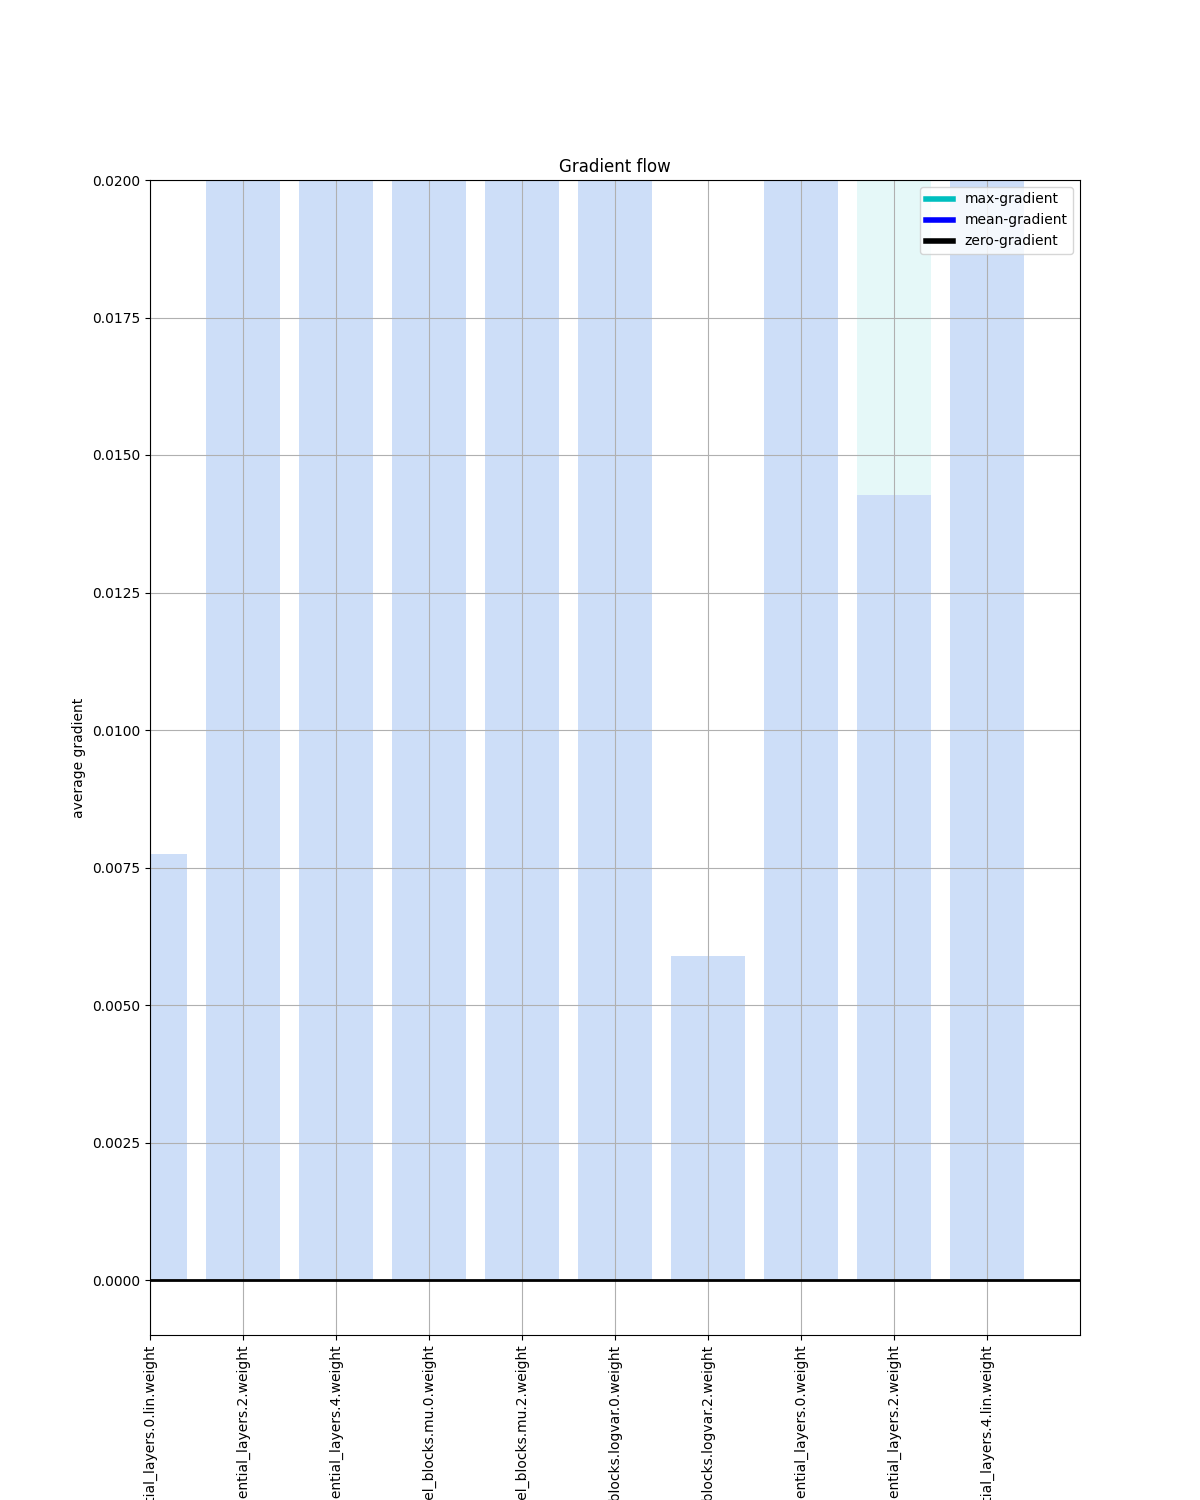 Gradient flow
max-gradient
mean-gradient
zero-gradient
0.0200
0.0175
0.0150
0.0125
0.0100
0.0075
0.0050
0.0025
0.0000
average gradient
tial_layers.0.lin.weight
ential_layers.2.weight
ential_layers.4.weight
el_blocks.mu.0.weight
el_blocks.mu.2.weight
blocks.logvar.0.weight
blocks.logvar.2.weight
ential_layers.0.weight
ential_layers.2.weight
tial_layers.4.lin.weight